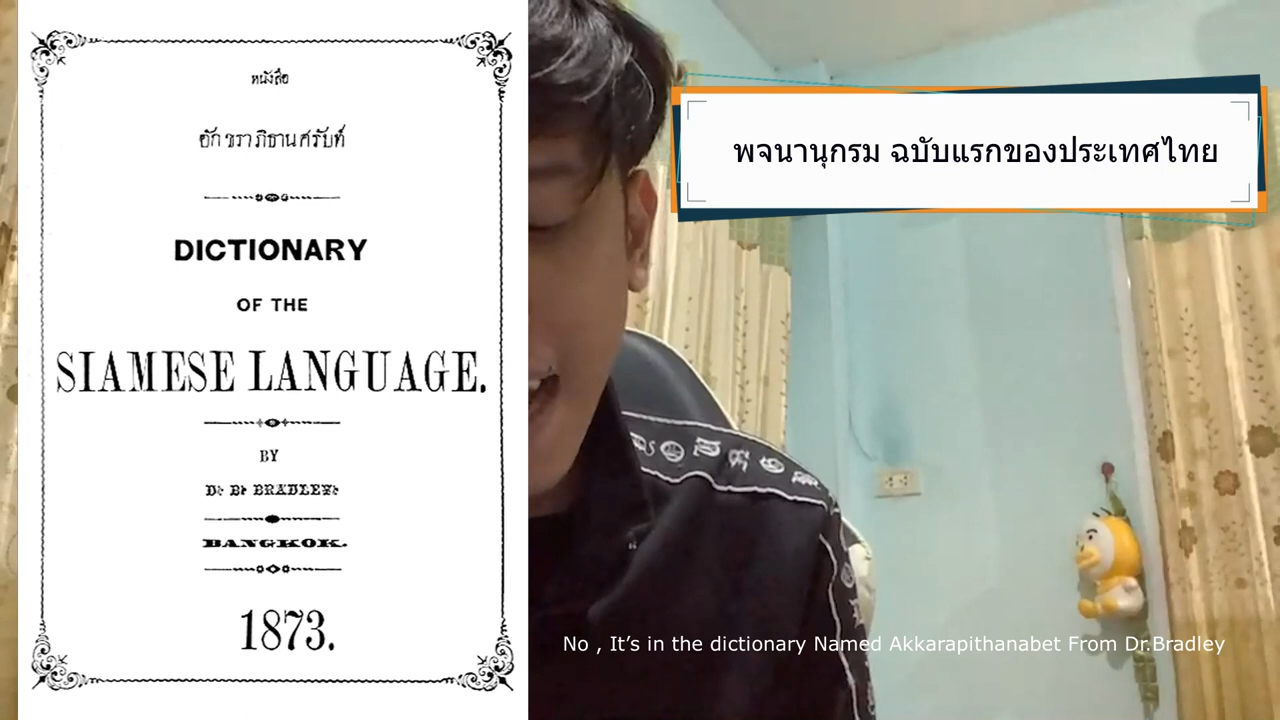 หนังสือ
อักขราภิธานศรับท์
DICTIONARY
OF THE
SIAMESE LANGUAGE.
BY
D. B. BRADLEY.
BANGKOK.
1873.
พจนานุกรม ฉบับแรกของประเทศไทย
No , It’s in the dictionary Named Akkarapithanabet From Dr.Bradley